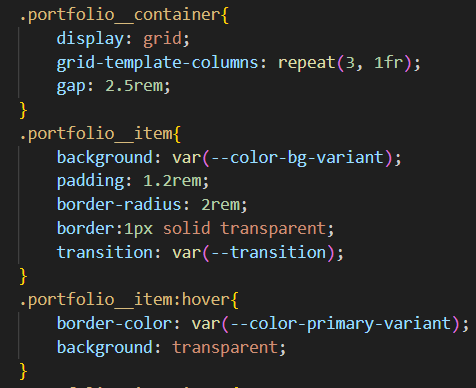 .portfolio__container{
    display: grid;
    grid-template-columns: repeat(3, 1fr);
    gap: 2.5rem;
}
.portfolio__item{
    background: var(--color-bg-variant);
    padding: 1.2rem;
    border-radius: 2rem;
    border:1px solid transparent;
    transition: var(--transition);
}
.portfolio__item:hover{
    border-color: var(--color-primary-variant);
    background: transparent;
}